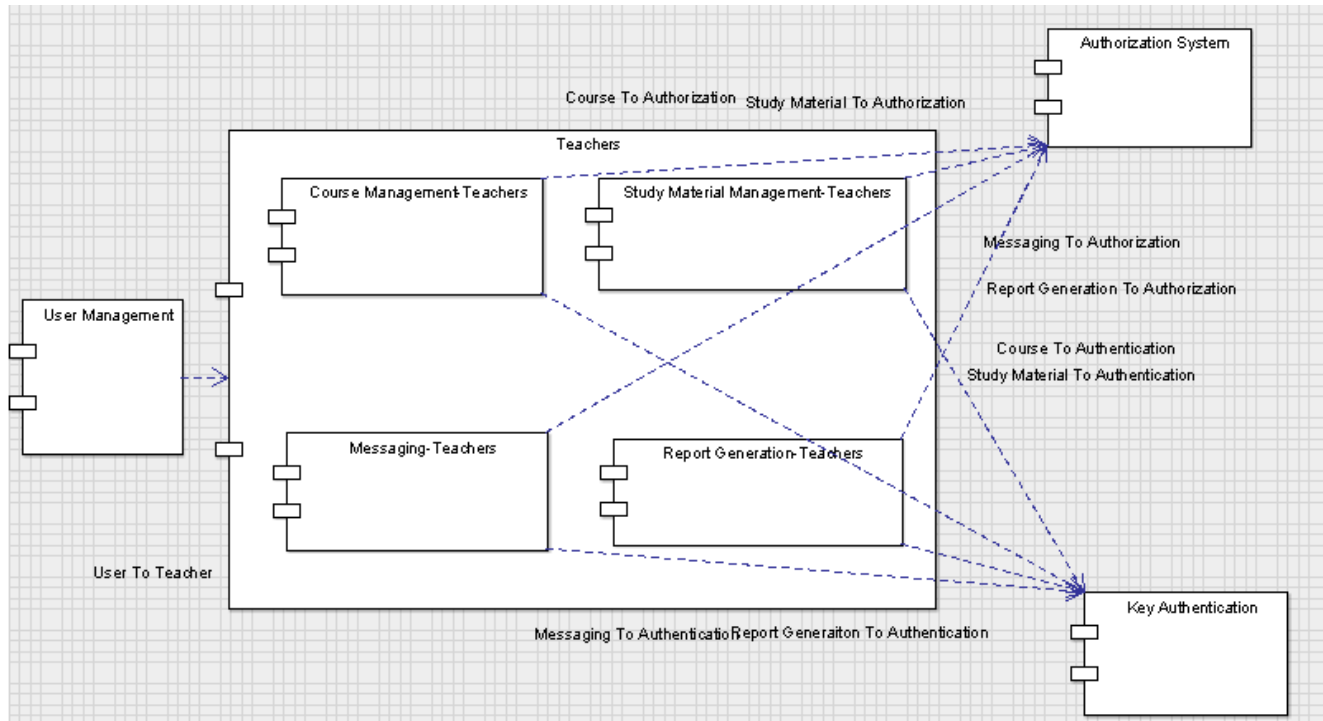 Authorization System
Course To Authorization
Study Material To Authorization
Teachers
Course Management-Teachers
Study Material Management-Teachers
Messaging To Authorization
Report Generation To Authorization
User Management
Course To Authentication
Study Material To Authentication
Messaging-Teachers
Report Generation-Teachers
User To Teacher
Key Authentication
Messaging To Authentication
Report Generaiton To Authentication